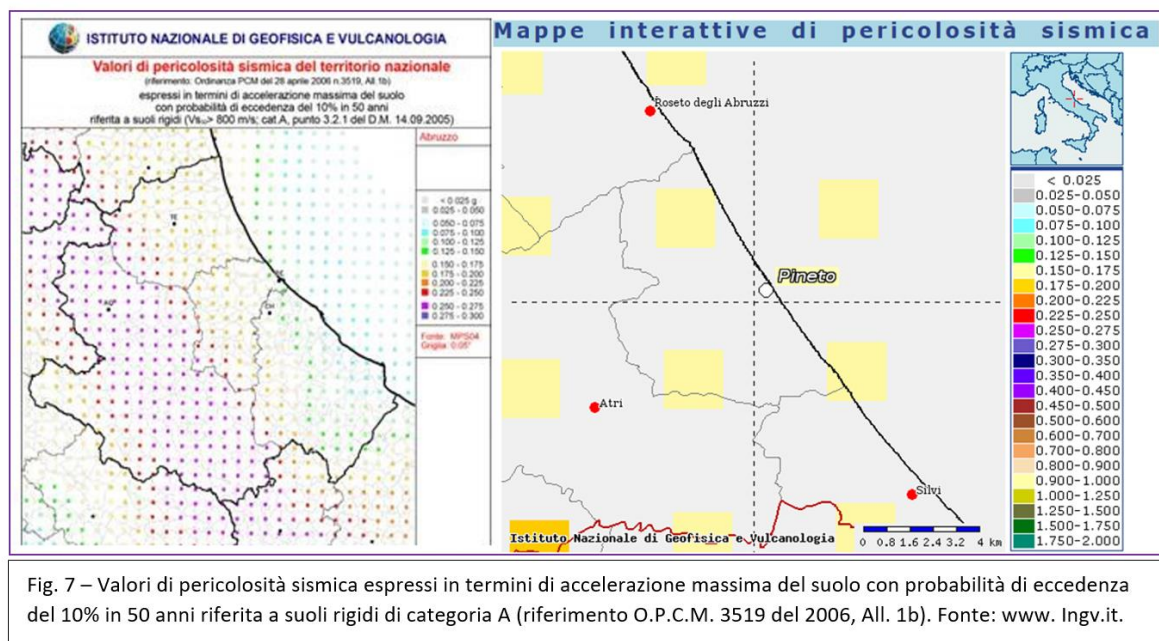 ISTITUTO NAZIONALE DI GEOFISICA E VULCANOLOGIA
Valori di pericolosità sismica del territorio nazionale
(riferimento: Ordinanza PCM del 28 aprile 2006 n.3519, All. 1b)
espressi in termini di accelerazione massima del suolo
con probabilità di eccedenza del 10% in 50 anni
riferita a suoli rigidi (Vs₃₀> 800 m/s; cat.A, punto 3.2.1 del D.M. 14.09.2005)
Abruzzo
< 0.025 g
0.025 - 0.050
0.050 - 0.075
0.075 - 0.100
0.100 - 0.125
0.125 - 0.150
0.150 - 0.175
0.175 - 0.200
0.200 - 0.225
0.225 - 0.250
0.250 - 0.275
0.275 - 0.300
Fonte: MPS04
Griglia: 0.05°
TE
PE
AQ
CH
Mappe interattive di pericolosità sismica
Roseto degli Abruzzi
Pineto
Atri
Silvi
Istituto Nazionale di Geofisica e Vulcanologia
0 0.8 1.6 2.4 3.2 4 km
< 0.025
0.025-0.050
0.050-0.075
0.075-0.100
0.100-0.125
0.125-0.150
0.150-0.175
0.175-0.200
0.200-0.225
0.225-0.250
0.250-0.275
0.275-0.300
0.300-0.350
0.350-0.400
0.400-0.450
0.450-0.500
0.500-0.600
0.600-0.700
0.700-0.800
0.800-0.900
0.900-1.000
1.000-1.250
1.250-1.500
1.500-1.750
1.750-2.000
Fig. 7 – Valori di pericolosità sismica espressi in termini di accelerazione massima del suolo con probabilità di eccedenza
del 10% in 50 anni riferita a suoli rigidi di categoria A (riferimento O.P.C.M. 3519 del 2006, All. 1b). Fonte: www. Ingv.it.